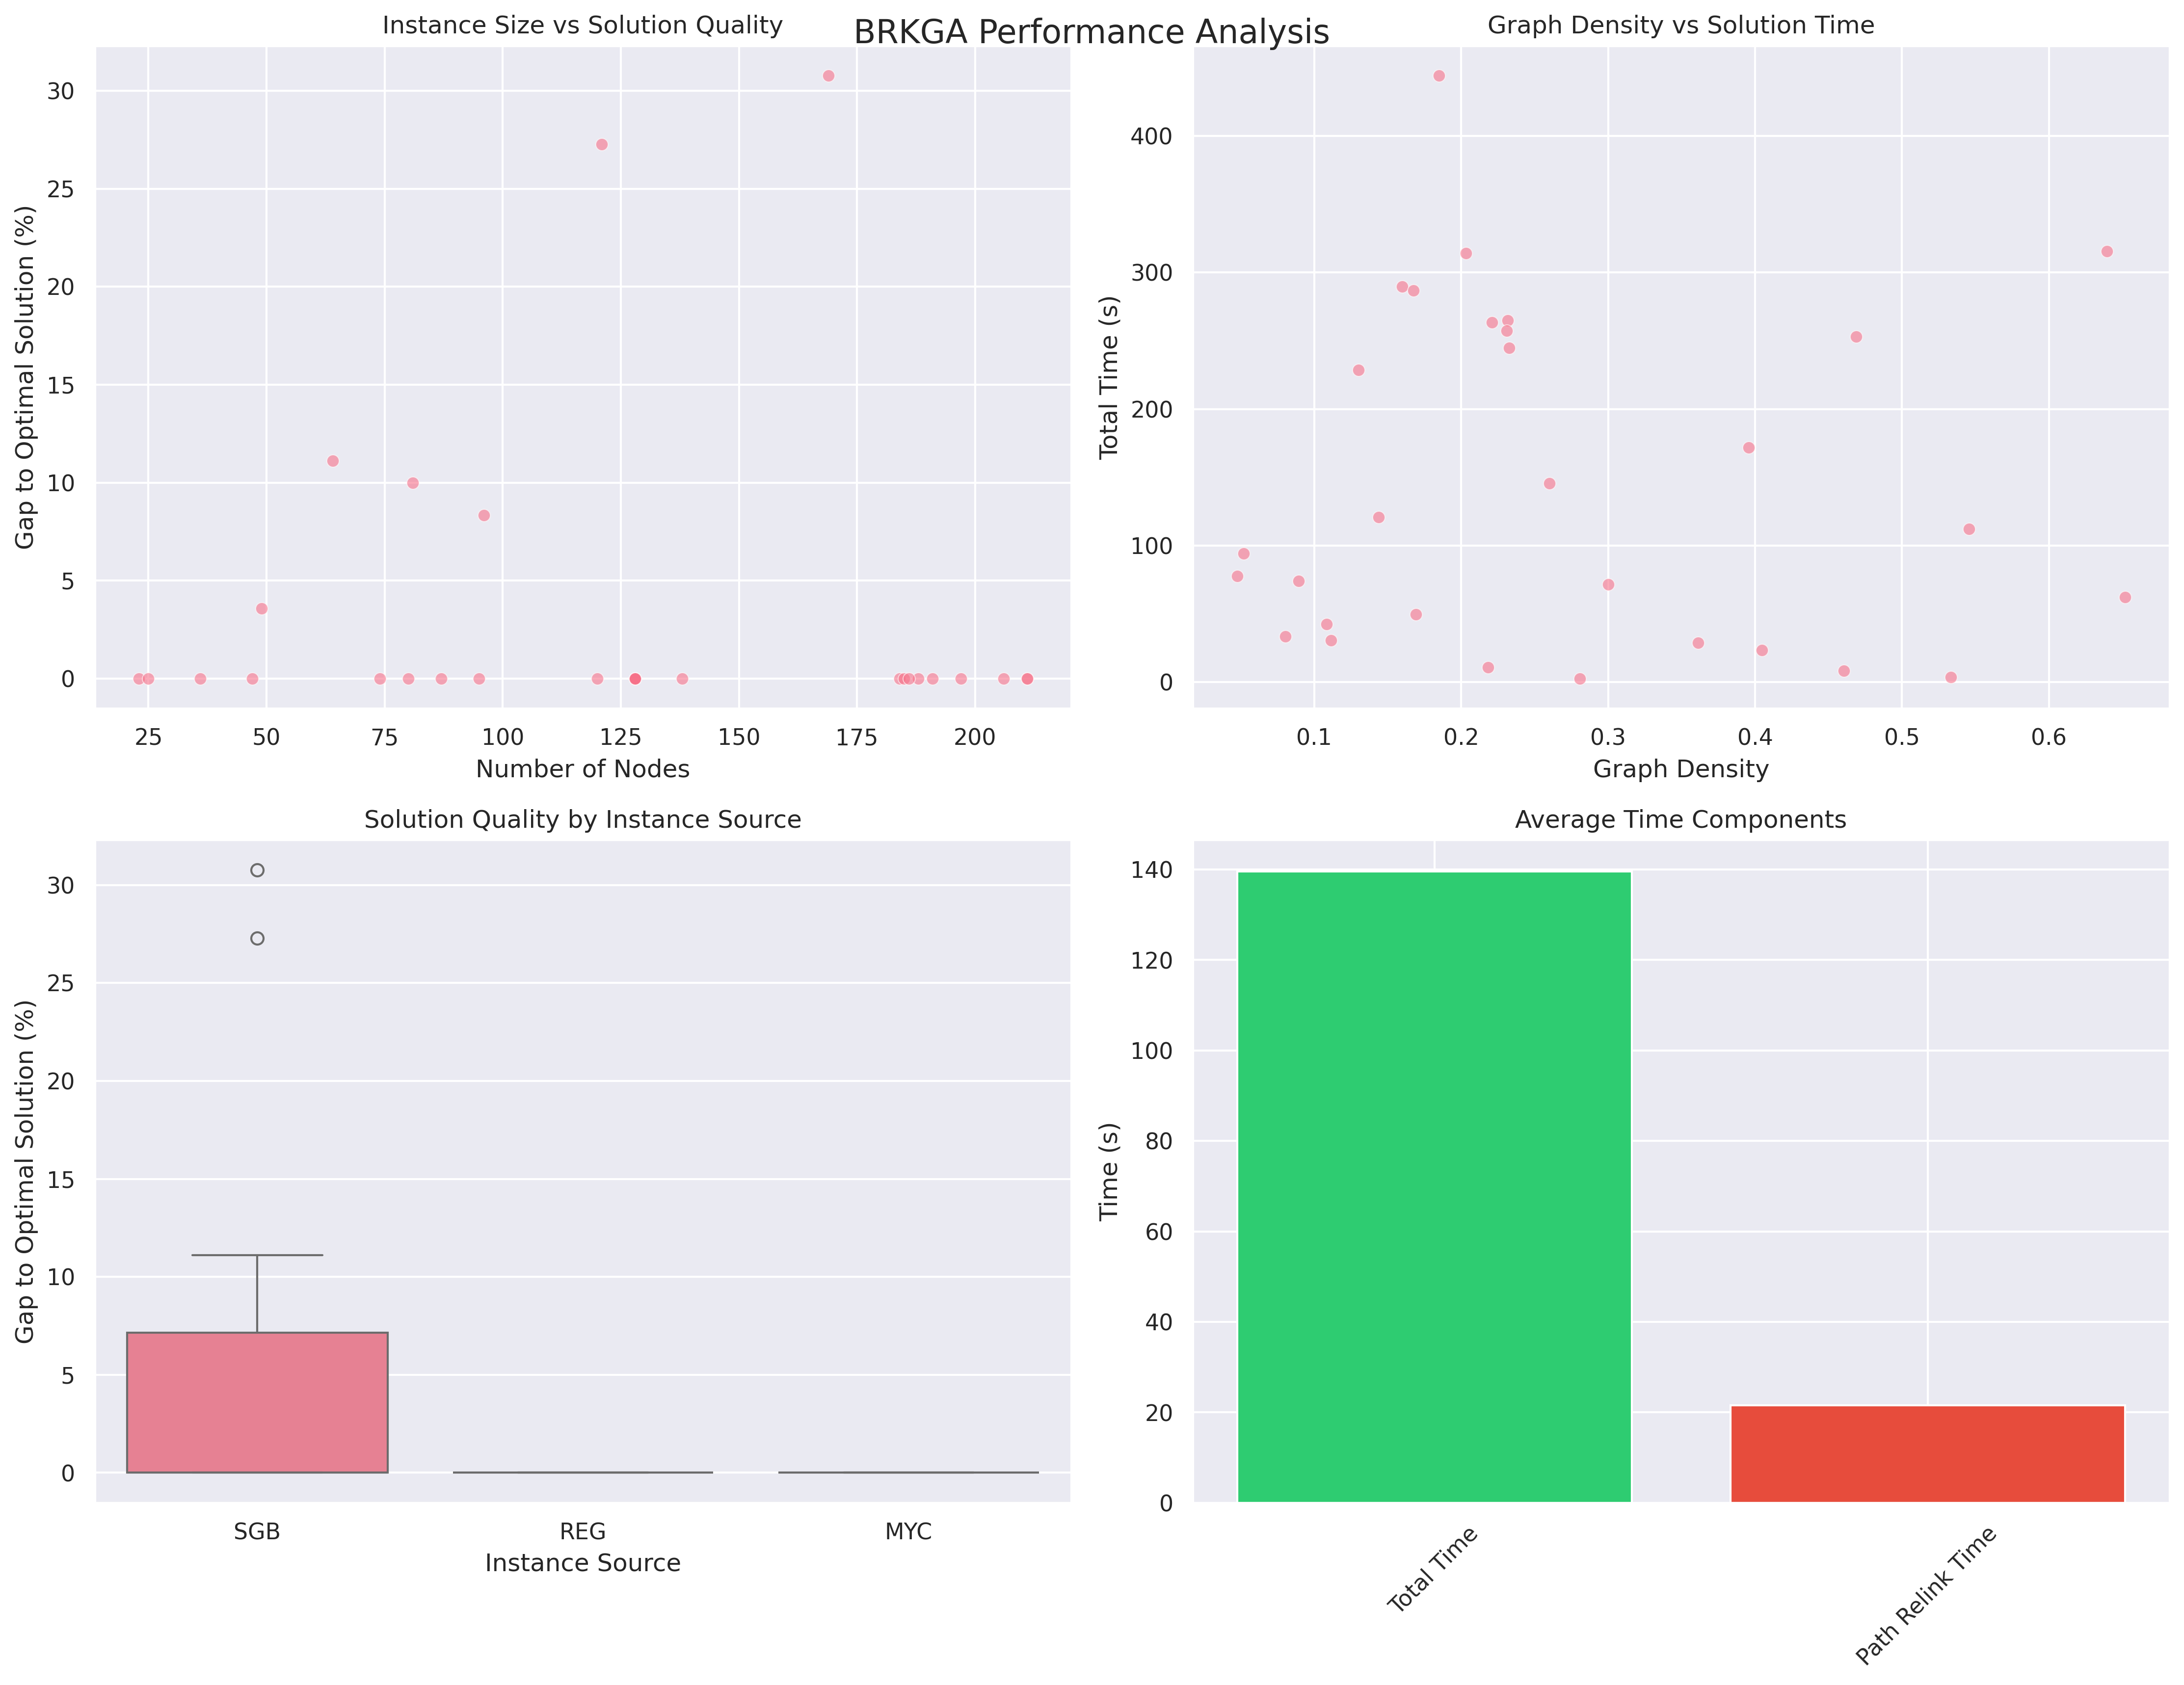 BRKGA Performance Analysis
Instance Size vs Solution Quality
Gap to Optimal Solution (%)
30
25
20
15
10
5
0
25 50 75 100 125 150 175 200
Number of Nodes
Graph Density vs Solution Time
Total Time (s)
400
300
200
100
0
0.1 0.2 0.3 0.4 0.5 0.6
Graph Density
Solution Quality by Instance Source
Gap to Optimal Solution (%)
30
25
20
15
10
5
0
SGB REG MYC
Instance Source
Average Time Components
Time (s)
140
120
100
80
60
40
20
0
Total Time
Path Relink Time